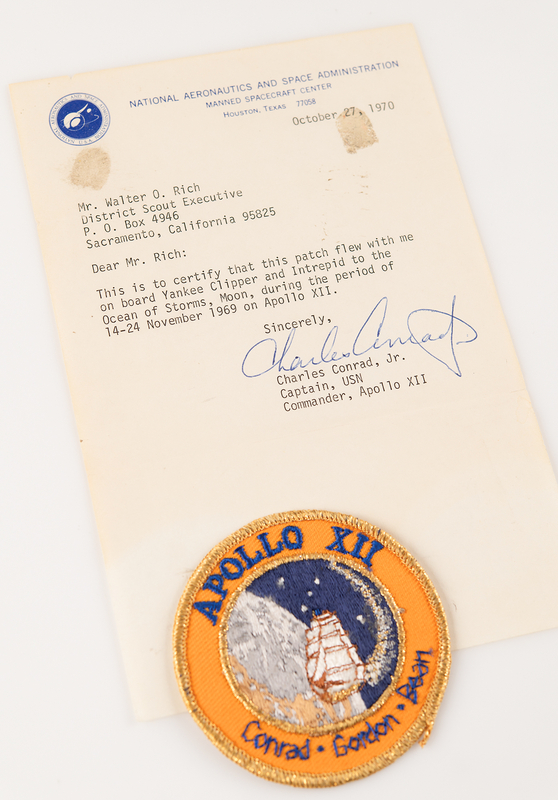 NATIONAL AERONAUTICS AND SPACE ADMINISTRATION
MANNED SPACECRAFT CENTER
HOUSTON, TEXAS 77058
October 27, 1970
Mr. Walter O. Rich
District Scout Executive
P. O. Box 4946
Sacramento, California 95825
Dear Mr. Rich:
This is to certify that this patch flew with me
on board Yankee Clipper and Intrepid to the
Ocean of Storms, Moon, during the period of
14-24 November 1969 on Apollo XII.
Sincerely,
Charles Conrad Jr.
Charles Conrad, Jr.
Captain, USN
Commander, Apollo XII
APOLLO XII
Conrad • Gordon • Bean